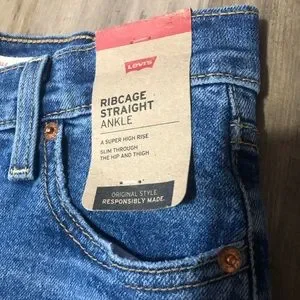 LEVI'S
RIBCAGE
STRAIGHT
ANKLE
A SUPER HIGH RISE
SLIM THROUGH
THE HIP AND THIGH
ORIGINAL STYLE
RESPONSIBLY MADE.